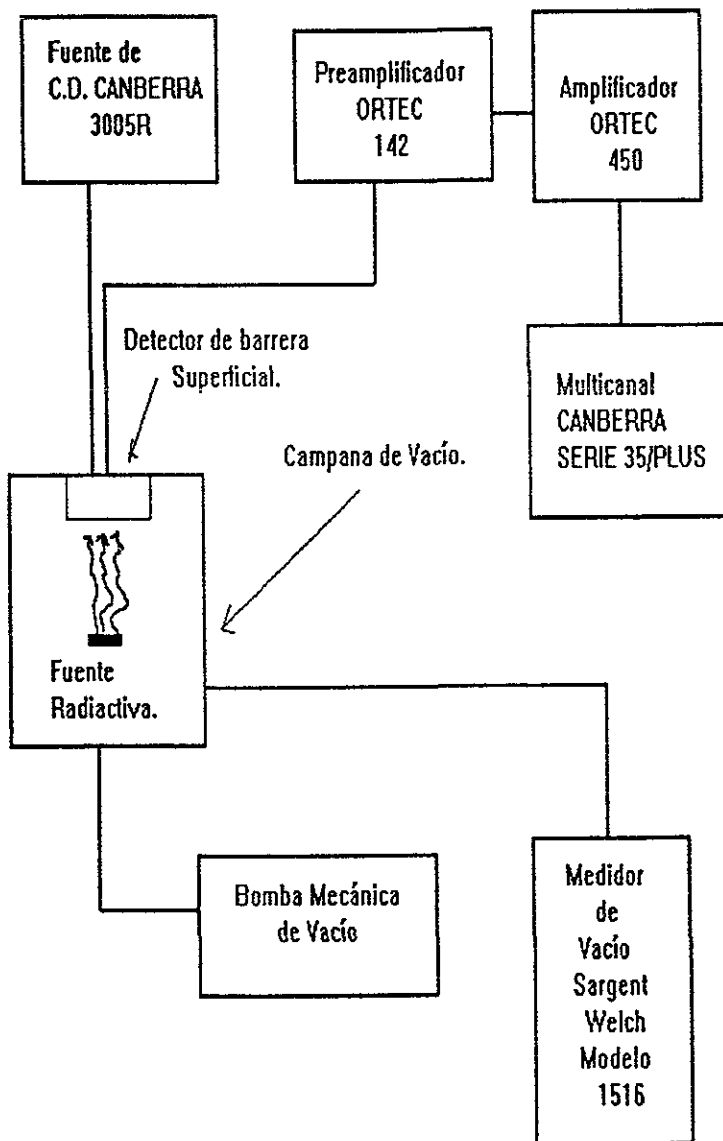 Fuente de
C.D. CANBERRA
3005R
Preamplificador
ORTEC
142
Amplificador
ORTEC
450
Detector de barrera
Superficial.
Multicanal
CANBERRA
SERIE 35/PLUS
Campana de Vacío.
Fuente
Radiactiva.
Bomba Mecánica
de Vacío
Medidor
de
Vacío
Sargent
Welch
Modelo
1516